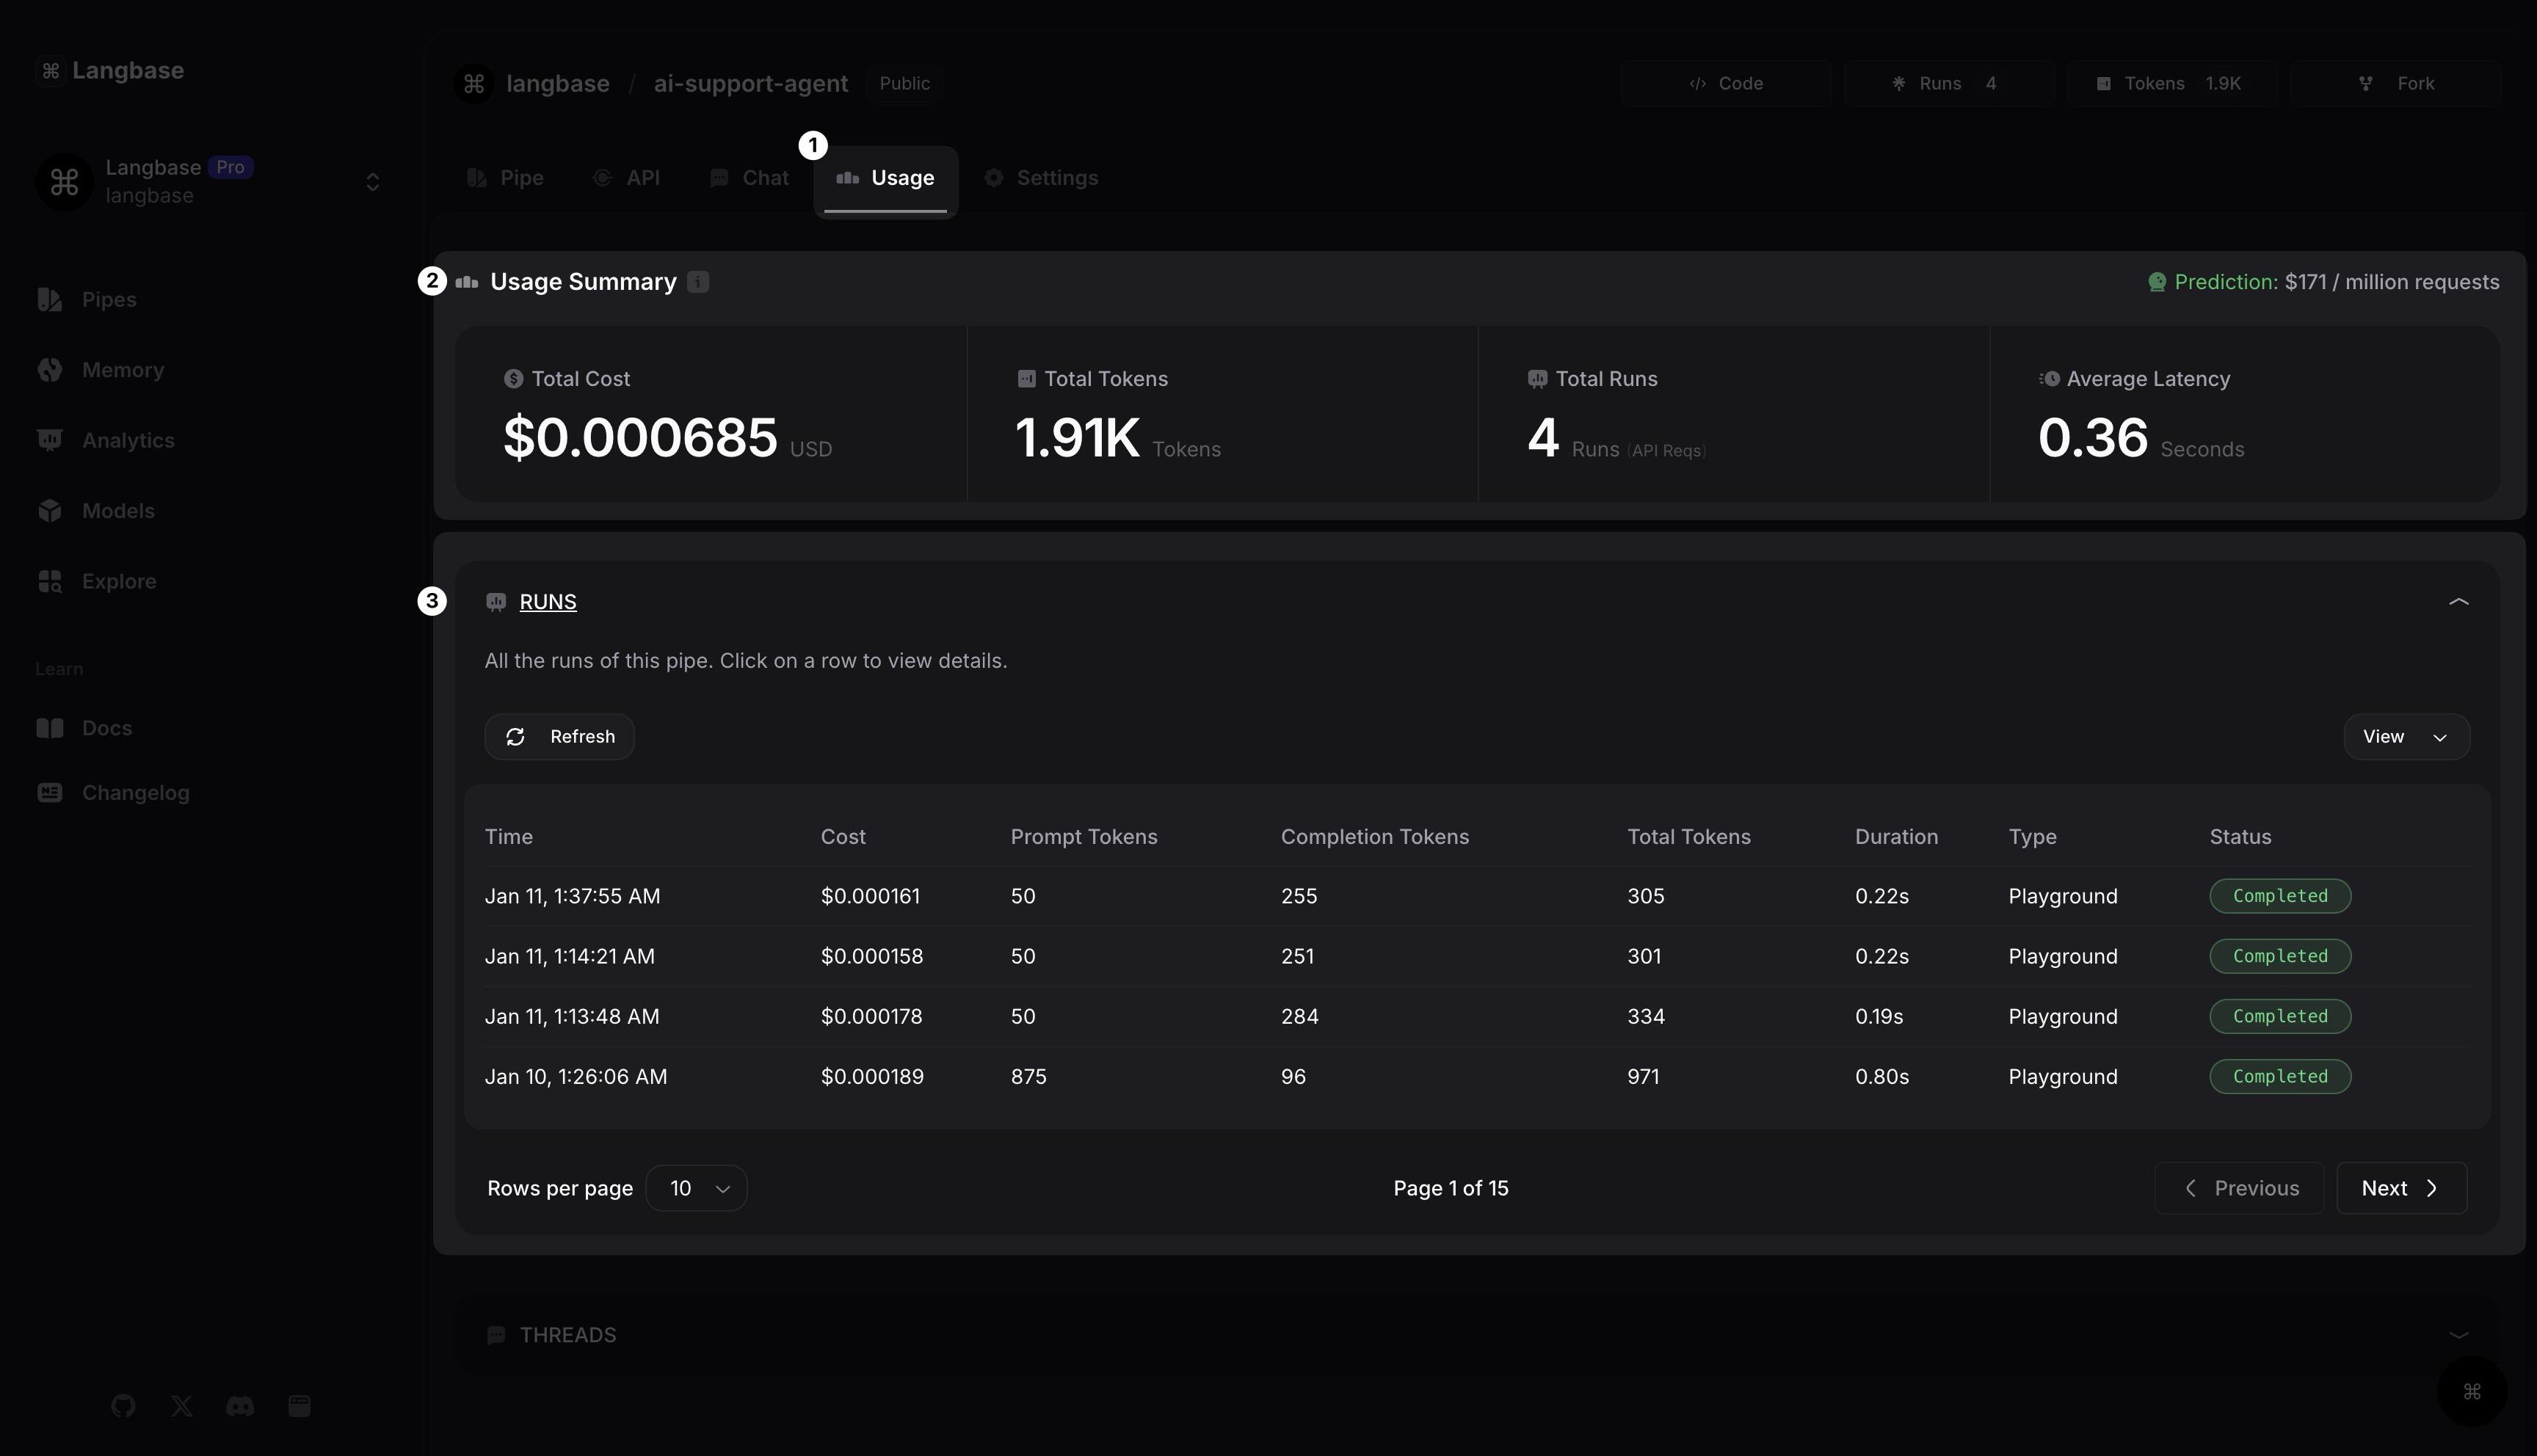 Langbase
Langbase Pro
langbase
Pipes
Memory
Analytics
Models
Explore
Learn
Docs
Changelog
langbase / ai-support-agent Public
Code Runs 4 Tokens 1.9K Fork
1
Pipe API Chat Usage Settings
2 Usage Summary Prediction: $171 / million requests
Total Cost Total Tokens Total Runs Average Latency
$0.000685 USD 1.91K Tokens 4 Runs (API Reqs) 0.36 Seconds
3 RUNS
All the runs of this pipe. Click on a row to view details.
Refresh View
Time Cost Prompt Tokens Completion Tokens Total Tokens Duration Type Status
Jan 11, 1:37:55 AM $0.000161 50 255 305 0.22s Playground Completed
Jan 11, 1:14:21 AM $0.000158 50 251 301 0.22s Playground Completed
Jan 11, 1:13:48 AM $0.000178 50 284 334 0.19s Playground Completed
Jan 10, 1:26:06 AM $0.000189 875 96 971 0.80s Playground Completed
Rows per page 10 Page 1 of 15 Previous Next
THREADS